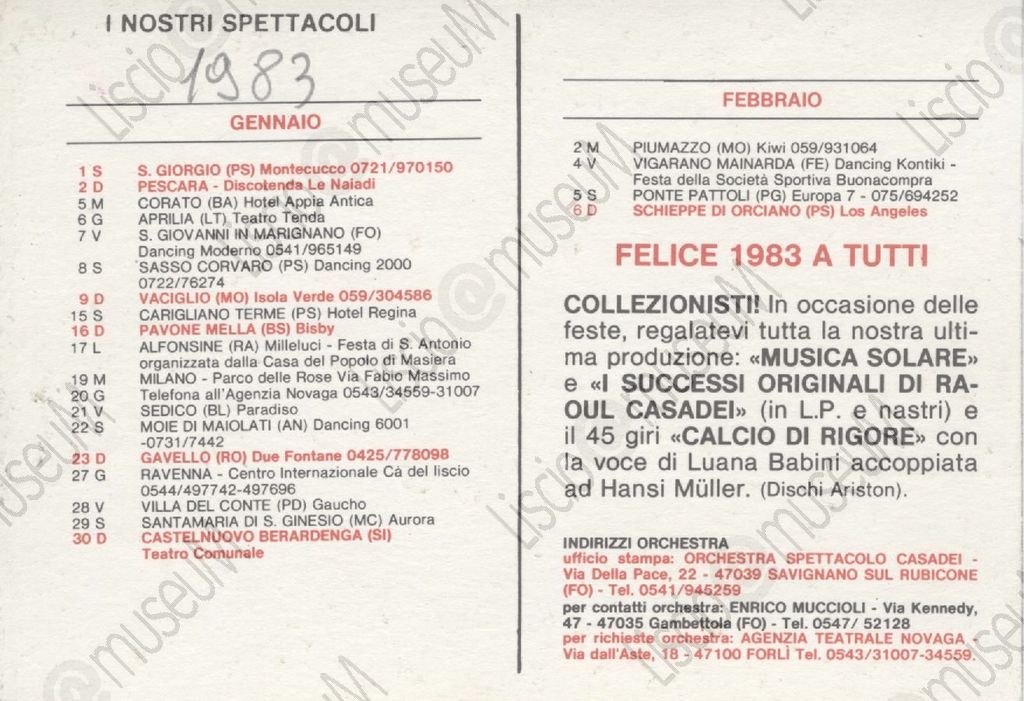 I NOSTRI SPETTACOLI
1983
GENNAIO
1 S S. GIORGIO (PS) Montecucco 0721/970150
2 D PESCARA - Discotenda Le Naiadi
5 M CORATO (BA) Hotel Appia Antica
6 G APRILIA (LT) Teatro Tenda
7 V S. GIOVANNI IN MARIGNANO (FO)
Dancing Moderno 0541/965149
8 S SASSO CORVARO (PS) Dancing 2000
0722/76274
9 D VACIGLIO (MO) Isola Verde 059/304586
15 S CARIGLIANO TERME (PS) Hotel Regina
16 D PAVONE MELLA (BS) Bisby
17 L ALFONSINE (RA) Milleluci - Festa di S. Antonio
organizzata dalla Casa del Popolo di Masiera
19 M MILANO - Parco delle Rose Via Fabio Massimo
20 G Telefona all'Agenzia Novaga 0543/34559-31007
21 V SEDICO (BL) Paradiso
22 S MOIE DI MAIOLATI (AN) Dancing 6001
-0731/7442
23 D GAVELLO (RO) Due Fontane 0425/778098
27 G RAVENNA - Centro Internazionale Cá del liscio
0544/497742-497696
28 V VILLA DEL CONTE (PD) Gaucho
29 S SANTAMARIA DI S. GINESIO (MC) Aurora
30 D CASTELNUOVO BERARDENGA (SI)
Teatro Comunale
FEBBRAIO
2 M PIUMAZZO (MO) Kiwi 059/931064
4 V VIGARANO MAINARDA (FE) Dancing Kontiki -
Festa della Società Sportiva Buonacompra
5 S PONTE PATTOLI (PG) Europa 7 - 075/694252
6 D SCHIEPPE DI ORCIANO (PS) Los Angeles
FELICE 1983 A TUTTI
COLLEZIONISTI! In occasione delle
feste, regalatevi tutta la nostra ulti-
ma produzione: «MUSICA SOLARE»
e «I SUCCESSI ORIGINALI DI RA-
OUL CASADEI» (in L.P. e nastri) e
il 45 giri «CALCIO DI RIGORE» con
la voce di Luana Babini accoppiata
ad Hansi Müller. (Dischi Ariston).
INDIRIZZI ORCHESTRA
ufficio stampa: ORCHESTRA SPETTACOLO CASADEI -
Via Della Pace, 22 - 47039 SAVIGNANO SUL RUBICONE
(FO) - Tel. 0541/945259
per contatti orchestra: ENRICO MUCCIOLI - Via Kennedy,
47 - 47035 Gambettola (FO) - Tel. 0547/ 52128
per richieste orchestra: AGENZIA TEATRALE NOVAGA -
Via dall'Aste, 18 - 47100 FORLÌ Tel. 0543/31007-34559.
Liscio@museuM